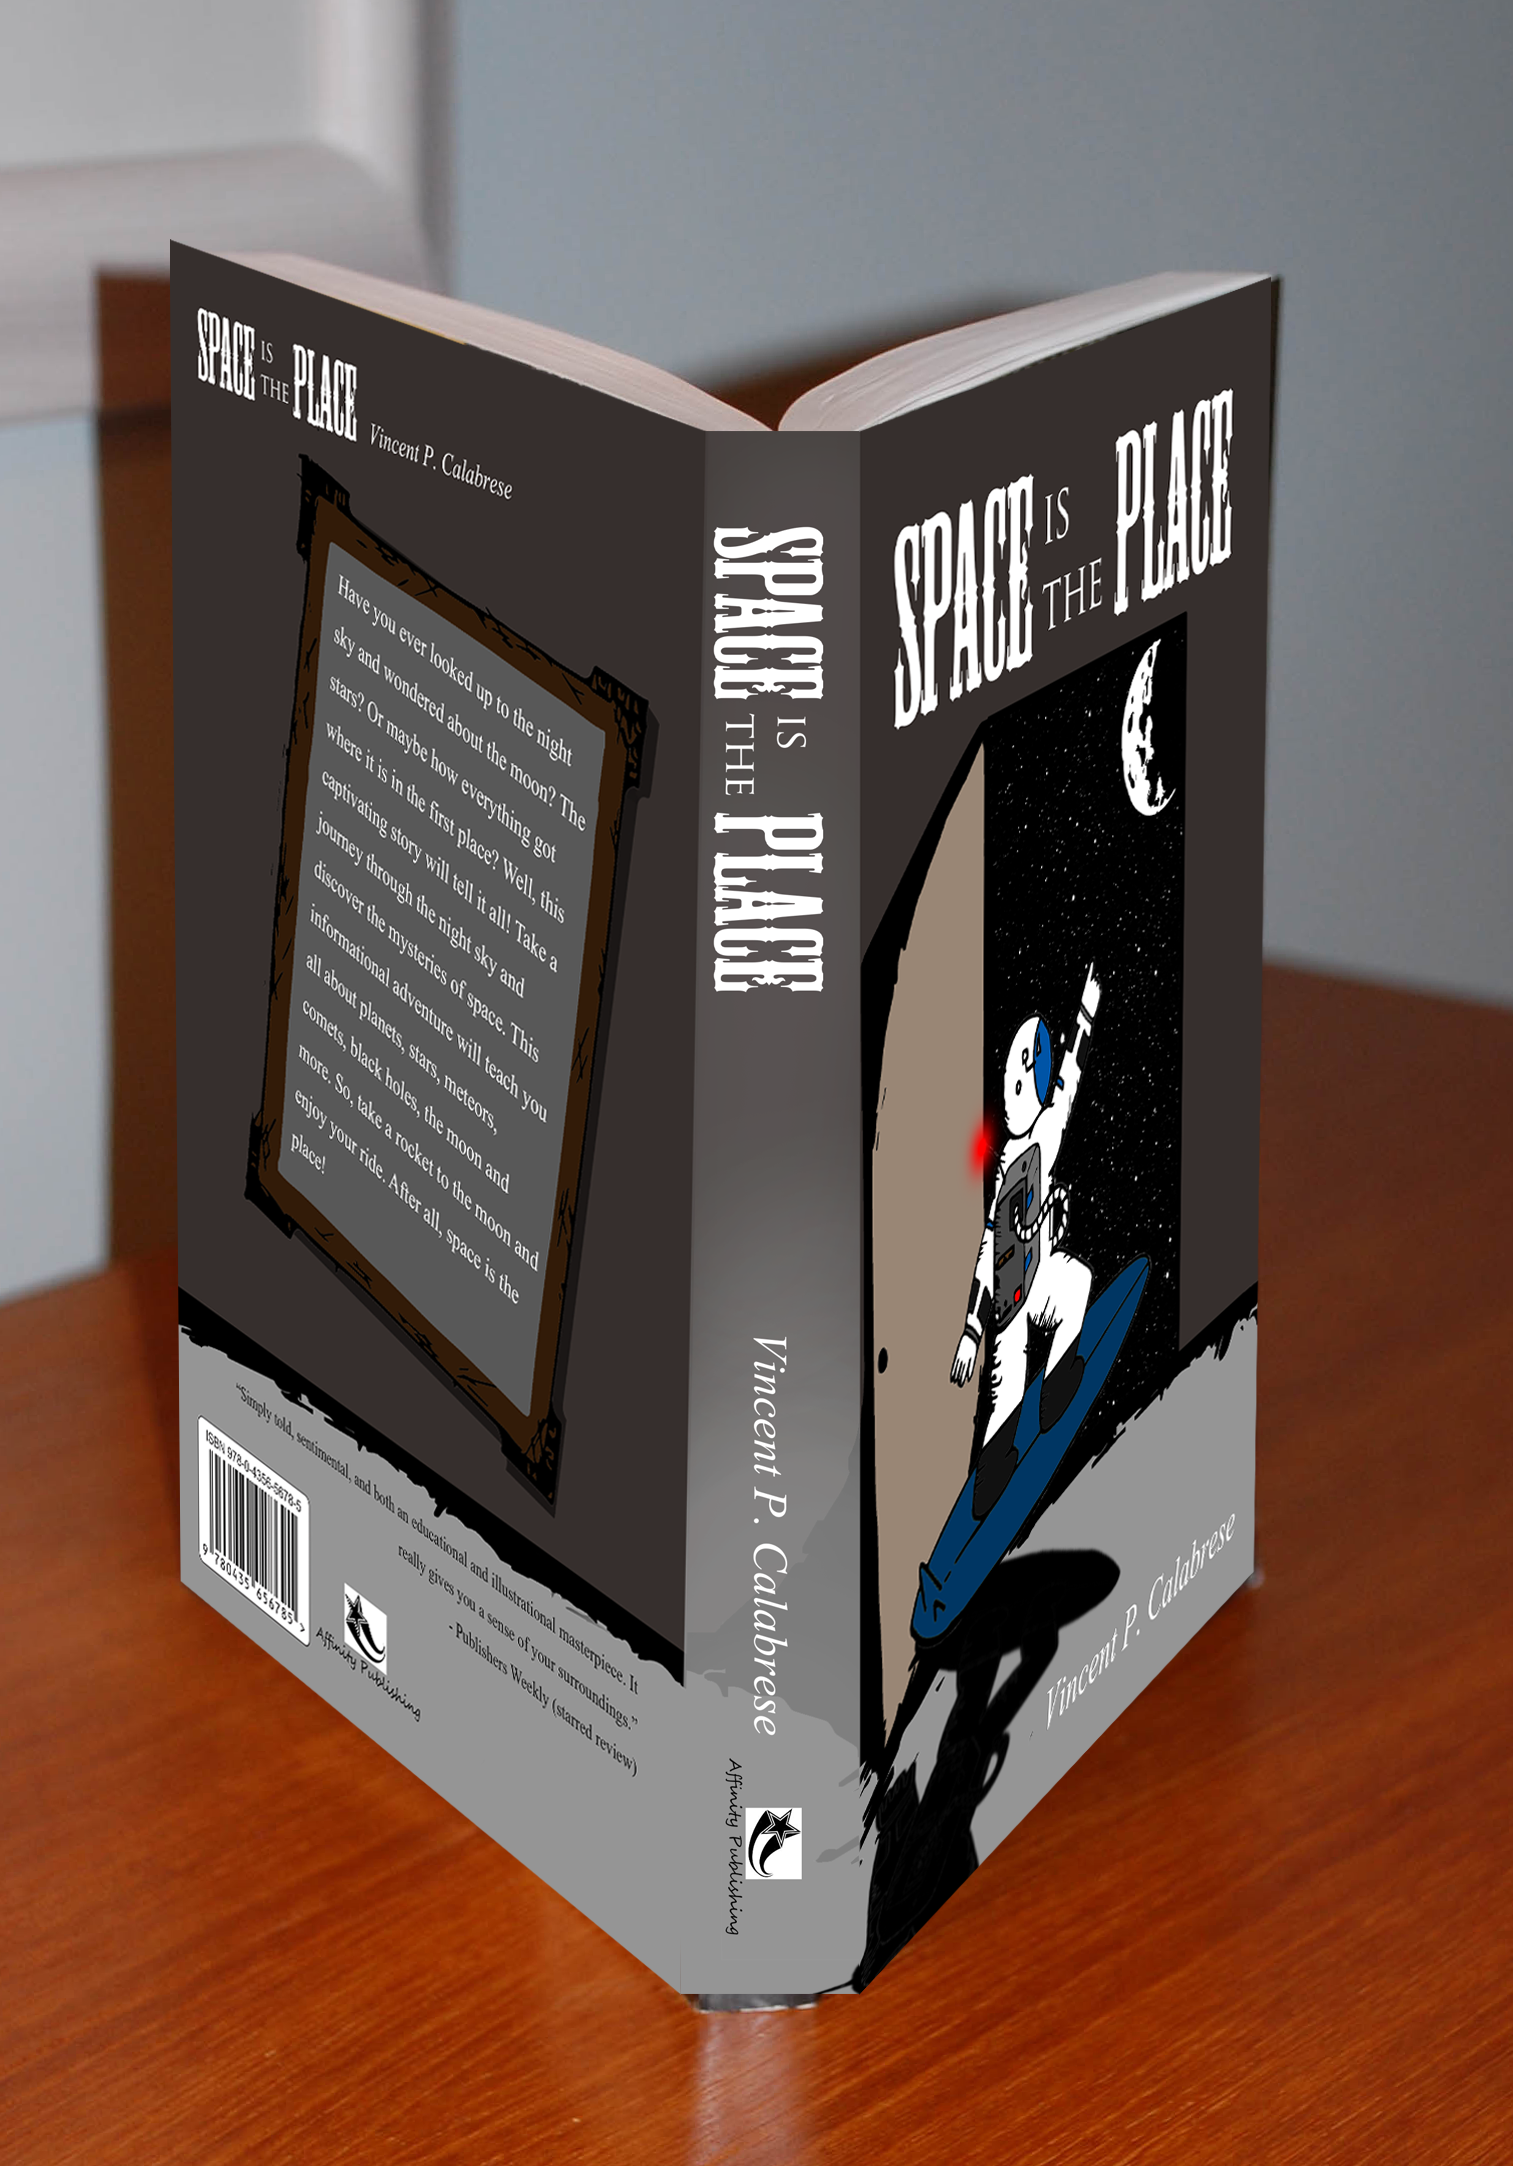 SPACE IS THE PLACE
Vincent P. Calabrese
Have you ever looked up to the night
sky and wondered about the moon? The
stars? Or maybe how everything got
where it is in the first place? Well, this
captivating story will tell it all! Take a
journey through the night sky and
discover the mysteries of space. This
informational adventure will teach you
all about planets, stars, meteors,
comets, black holes, the moon and
more. So, take a rocket to the moon and
enjoy your ride. After all, space is the
place!
"Simply told, sentimental, and both an educational and illustrational masterpiece. It
really gives you a sense of your surroundings."
- Publishers Weekly (starred review)
ISBN 978-0-4356-5678-5
9 780435 656785 >
Affinity Publishing
SPACE IS THE PLACE
Vincent P. Calabrese
Affinity Publishing
SPACE IS THE PLACE
Vincent P. Calabrese